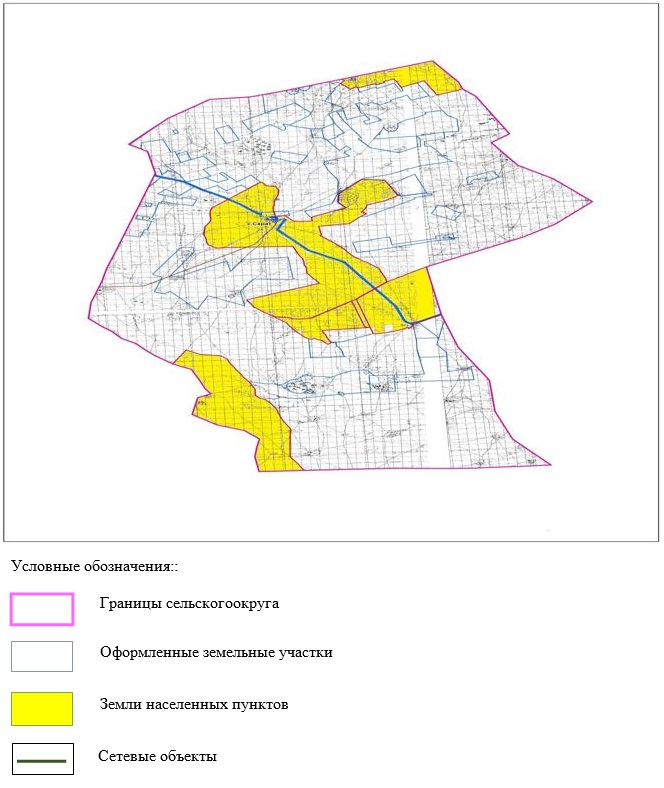 Условные обозначения::
Границы сельскогоокруга
Оформленные земельные участки
Земли населенных пунктов
Сетевые объекты